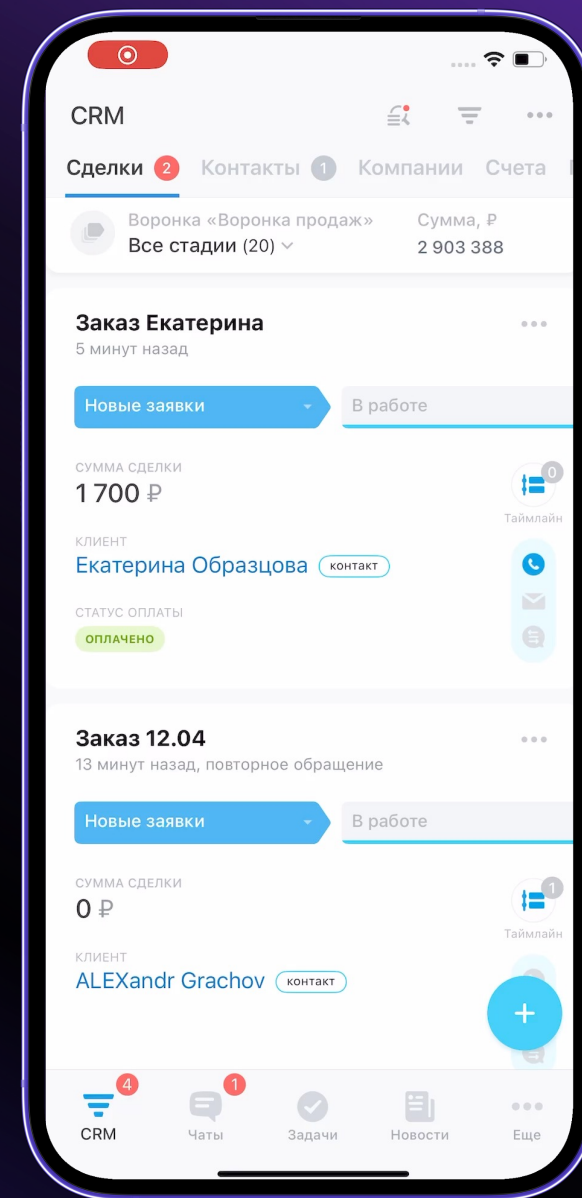 CRM
Сделки 2 Контакты 1 Компании Счета
Воронка «Воронка продаж» Сумма, ₽
Все стадии (20) 2 903 388
Заказ Екатерина
5 минут назад
Новые заявки В работе
СУММА СДЕЛКИ
0
1 700 ₽
Таймлайн
КЛИЕНТ
Екатерина Образцова контакт
СТАТУС ОПЛАТЫ
ОПЛАЧЕНО
Заказ 12.04
13 минут назад, повторное обращение
Новые заявки В работе
СУММА СДЕЛКИ
1
0 ₽
Таймлайн
КЛИЕНТ
ALEXandr Grachov контакт
4 1
CRM Чаты Задачи Новости Еще